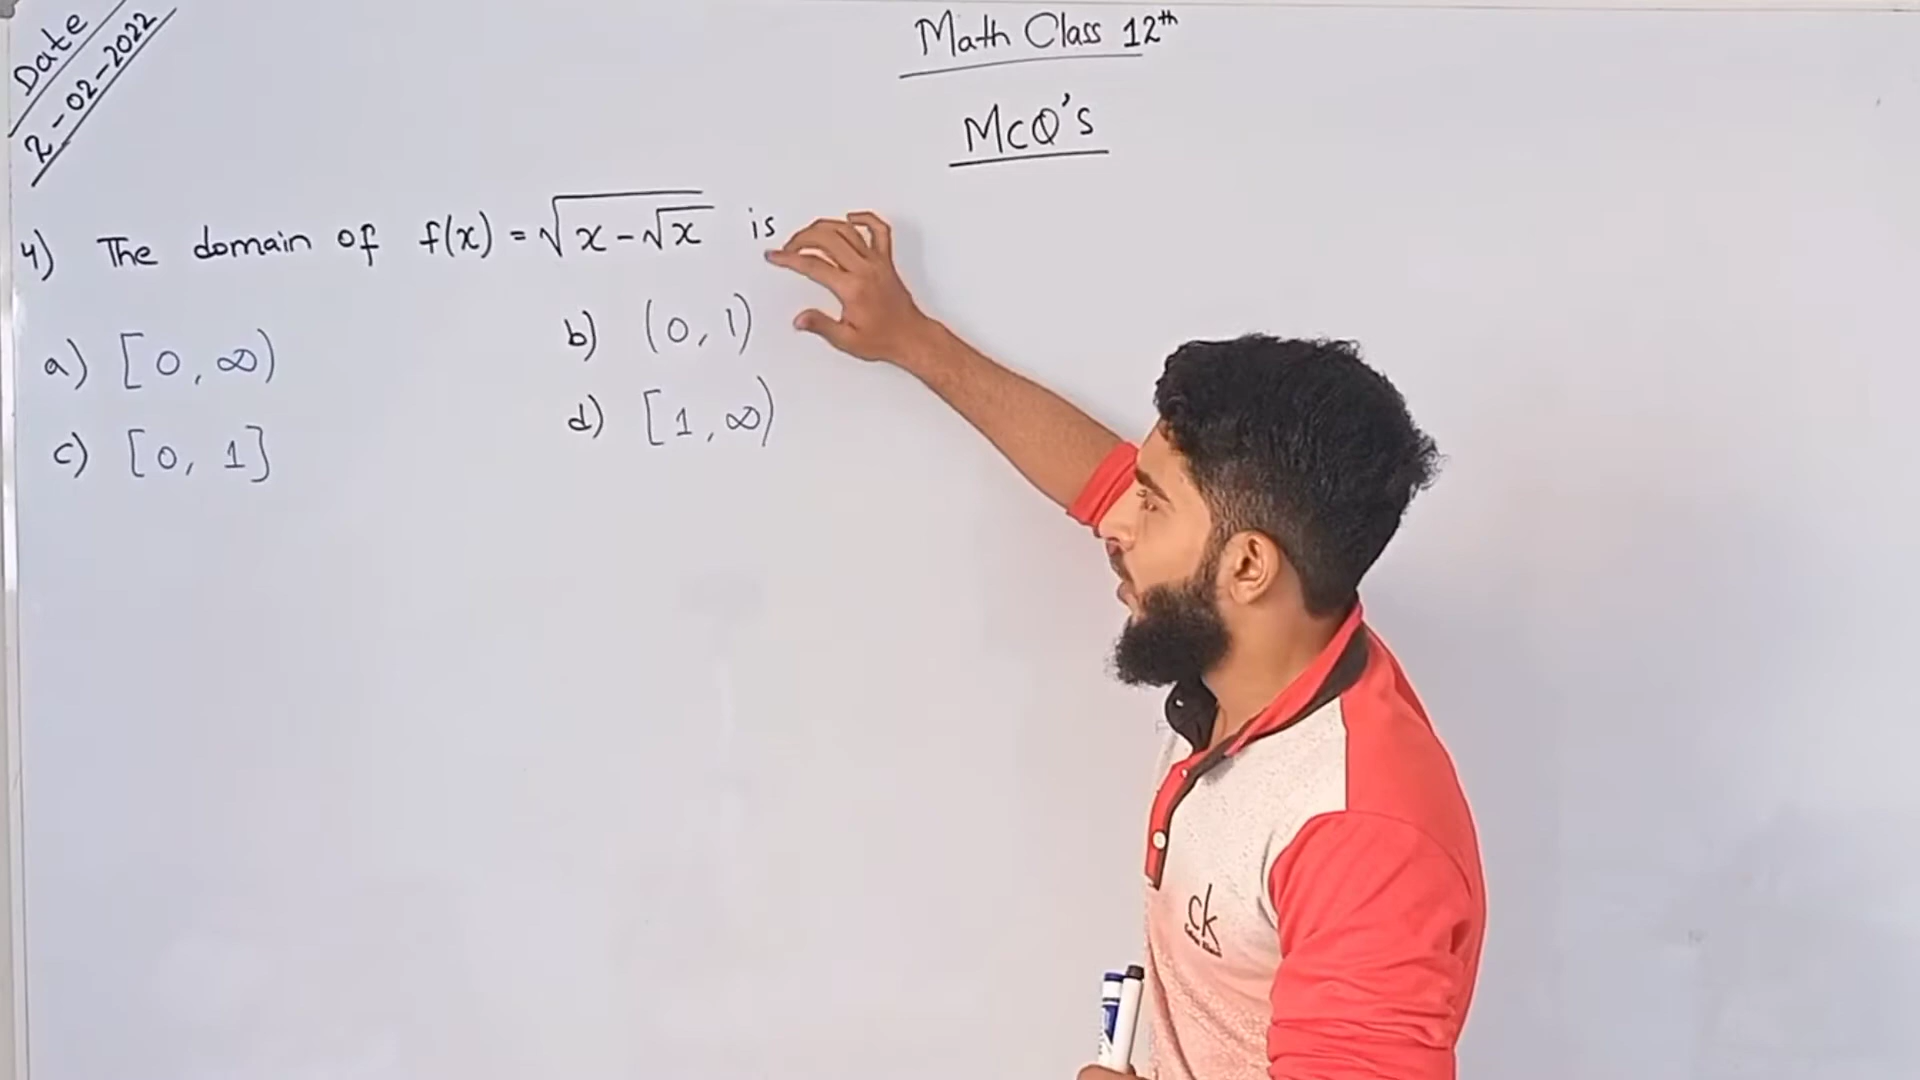 Date
2-02-2022
Math Class 12th
McQ's
4) The domain of f(x) = √(x - √x) is
a) [0, ∞)
b) (0, 1)
c) [0, 1]
d) [1, ∞)
ck